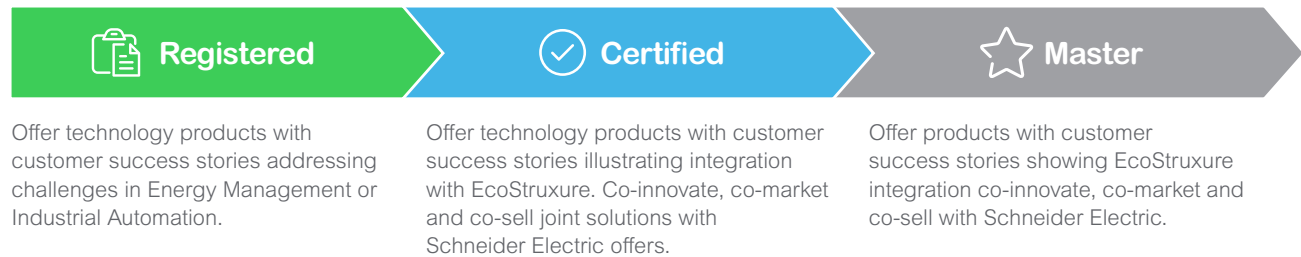 Registered
Offer technology products with
customer success stories addressing
challenges in Energy Management or
Industrial Automation.
Certified
Offer technology products with customer
success stories illustrating integration
with EcoStruxure. Co-innovate, co-market
and co-sell joint solutions with
Schneider Electric offers.
Master
Offer products with customer
success stories showing EcoStruxure
integration co-innovate, co-market and
co-sell with Schneider Electric.